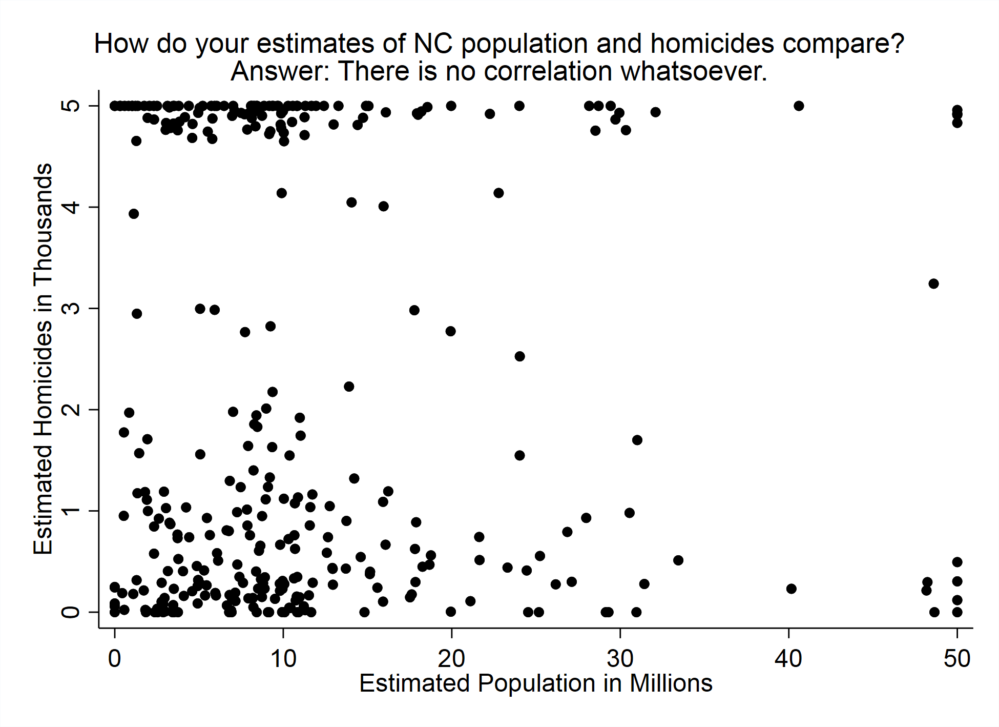 How do your estimates of NC population and homicides compare?
Answer: There is no correlation whatsoever.
Estimated Homicides in Thousands
5
4
3
2
1
0
0 10 20 30 40 50
Estimated Population in Millions